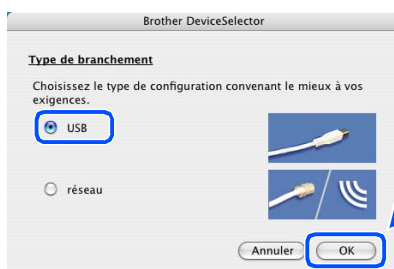 Brother DeviceSelector
Type de branchement
Choisissez le type de configuration convenant le mieux à vos
exigences.
USB
réseau
Annuler OK